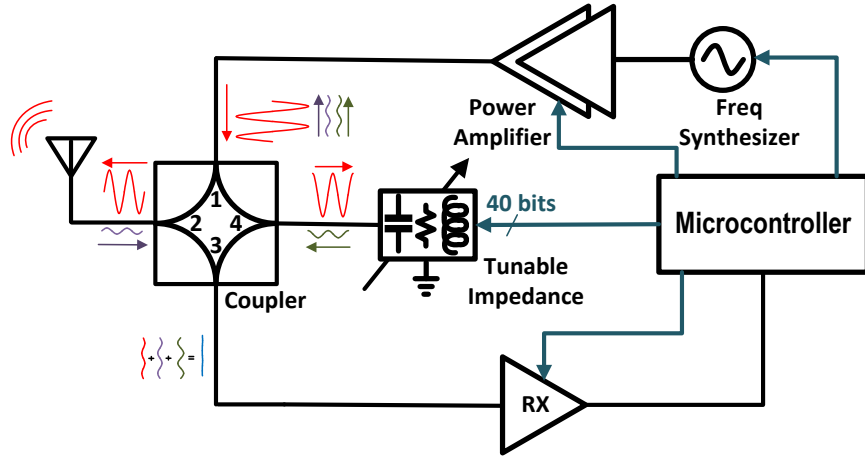 Power
Amplifier
Freq
Synthesizer
1
2
4
3
Coupler
40 bits
Tunable
Impedance
Microcontroller
+ + =
RX